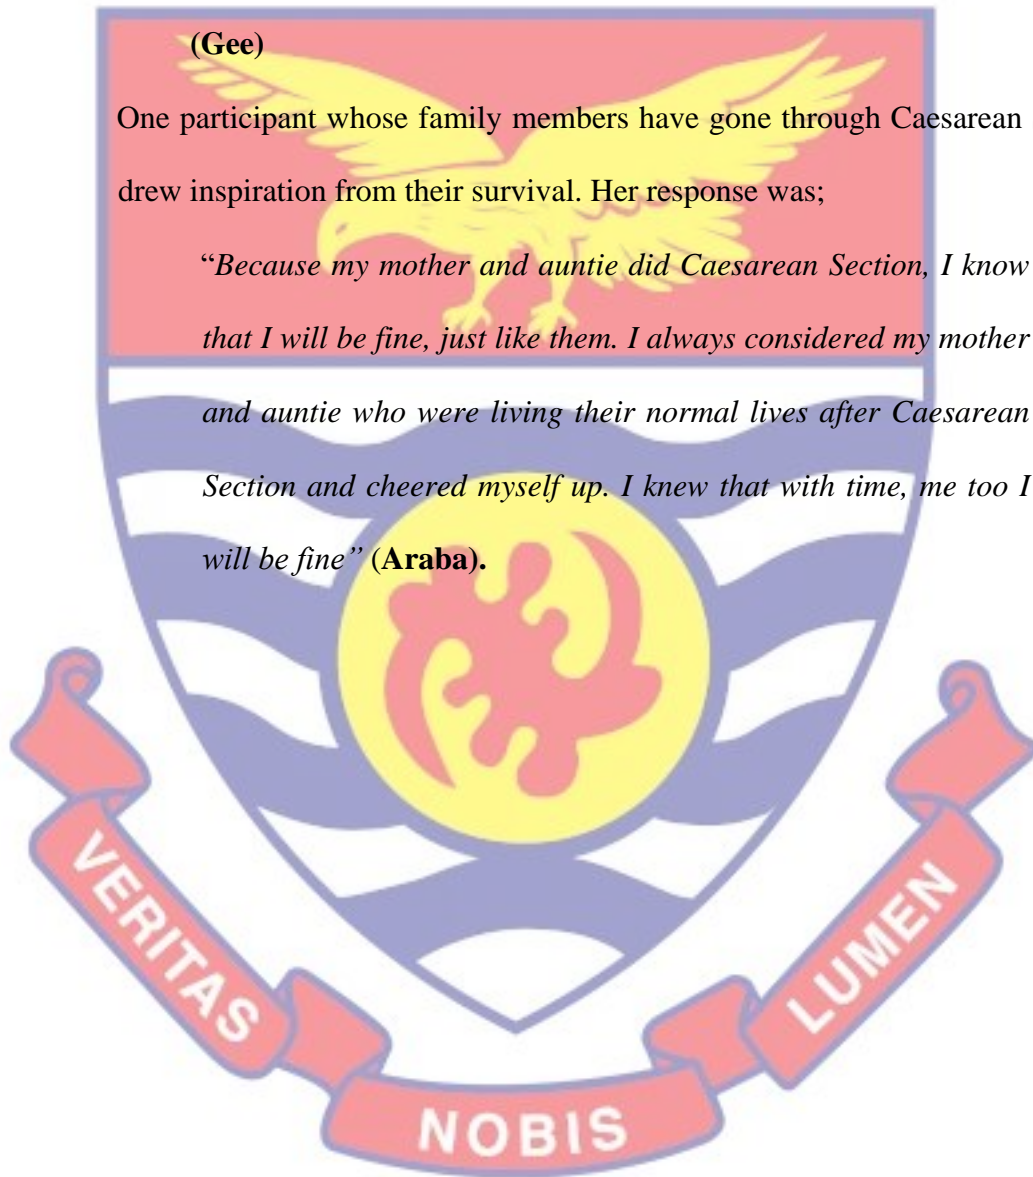 (Gee)
One participant whose family members have gone through Caesarean
drew inspiration from their survival. Her response was;
“Because my mother and auntie did Caesarean Section, I know
that I will be fine, just like them. I always considered my mother
and auntie who were living their normal lives after Caesarean
Section and cheered myself up. I knew that with time, me too I
will be fine” (Araba).
VERITAS
NOBIS
LUMEN